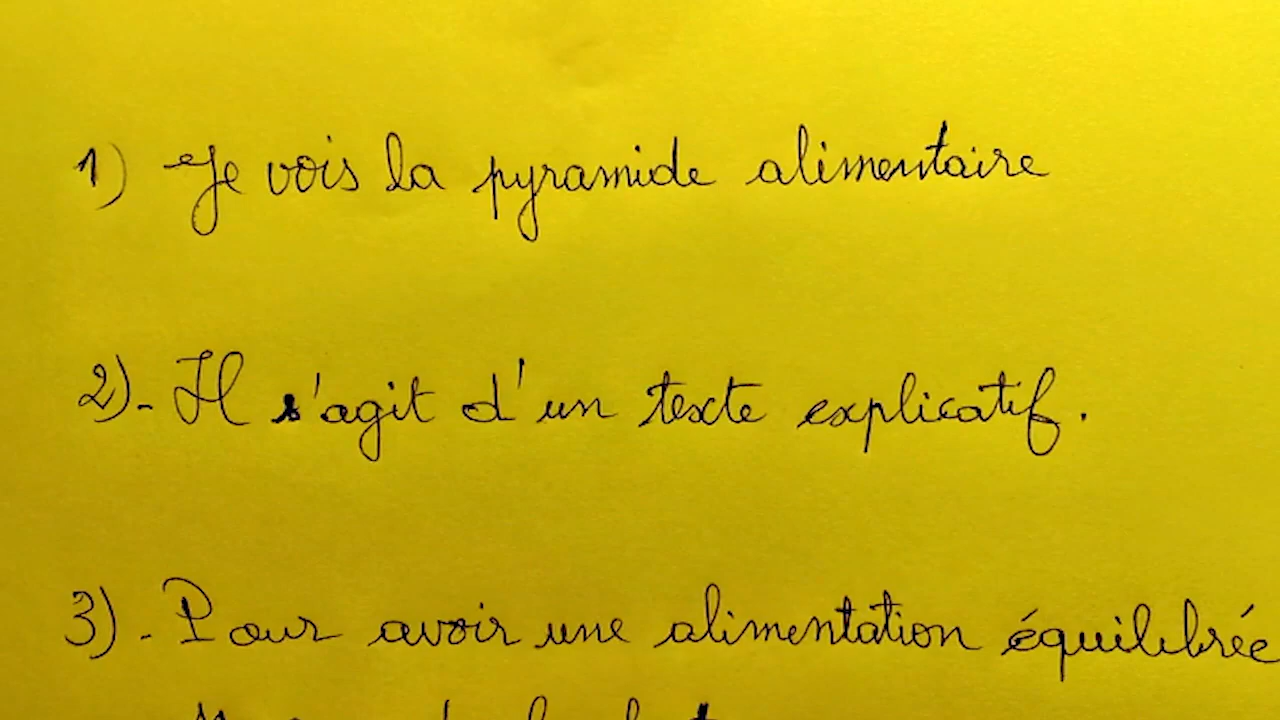 1) Je vois la pyramide alimentaire
2).- Il s'agit d'un texte explicatif.
3).- Pour avoir une alimentation équilibrée